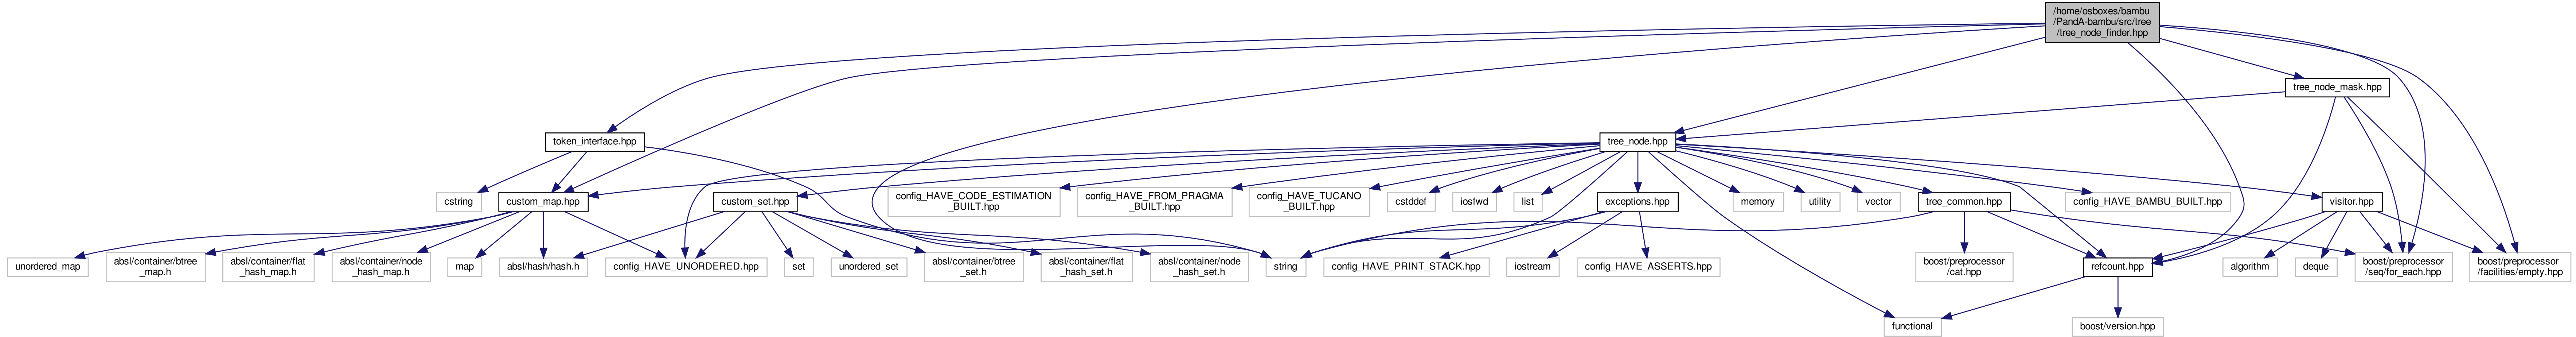 /home/osboxes/bambu
/PandA-bambu/src/tree
/tree_node_finder.hpp
tree_node_mask.hpp
token_interface.hpp
tree_node.hpp
cstring
custom_map.hpp
custom_set.hpp
config_HAVE_CODE_ESTIMATION
_BUILT.hpp
config_HAVE_FROM_PRAGMA
_BUILT.hpp
config_HAVE_TUCANO
_BUILT.hpp
cstddef
iosfwd
list
exceptions.hpp
memory
utility
vector
tree_common.hpp
config_HAVE_BAMBU_BUILT.hpp
visitor.hpp
unordered_map
absl/container/btree
_map.h
absl/container/flat
_hash_map.h
absl/container/node
_hash_map.h
map
absl/hash/hash.h
config_HAVE_UNORDERED.hpp
set
unordered_set
absl/container/btree
_set.h
absl/container/flat
_hash_set.h
absl/container/node
_hash_set.h
string
config_HAVE_PRINT_STACK.hpp
iostream
config_HAVE_ASSERTS.hpp
boost/preprocessor
/cat.hpp
refcount.hpp
algorithm
deque
boost/preprocessor
/seq/for_each.hpp
boost/preprocessor
/facilities/empty.hpp
functional
boost/version.hpp